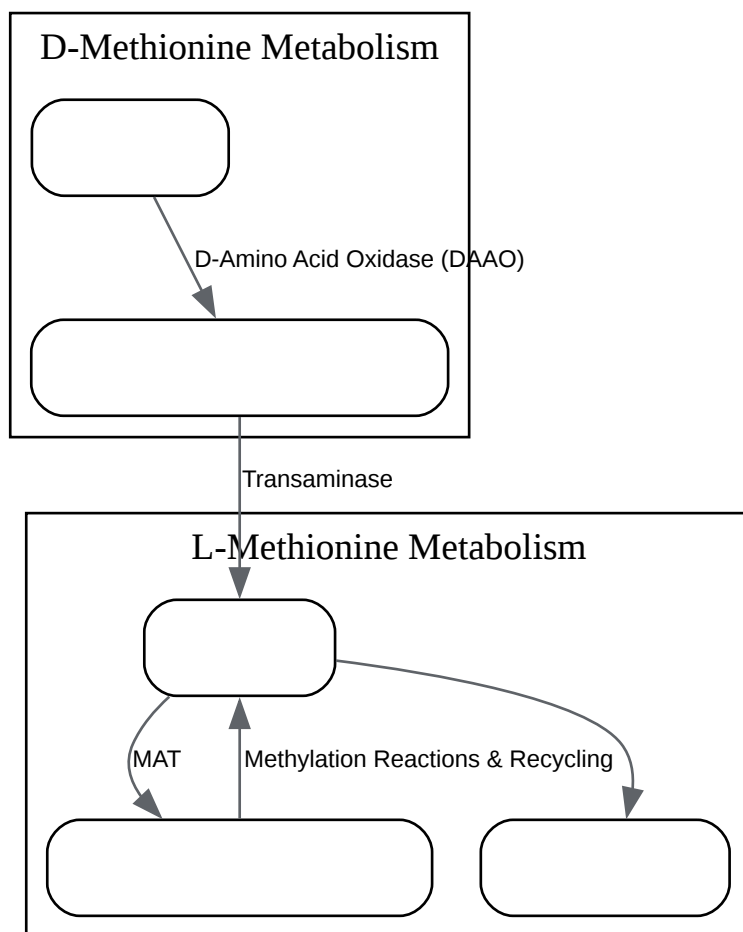 D-Methionine Metabolism
D-Amino Acid Oxidase (DAAO)
Transaminase
L-Methionine Metabolism
MAT
Methylation Reactions & Recycling